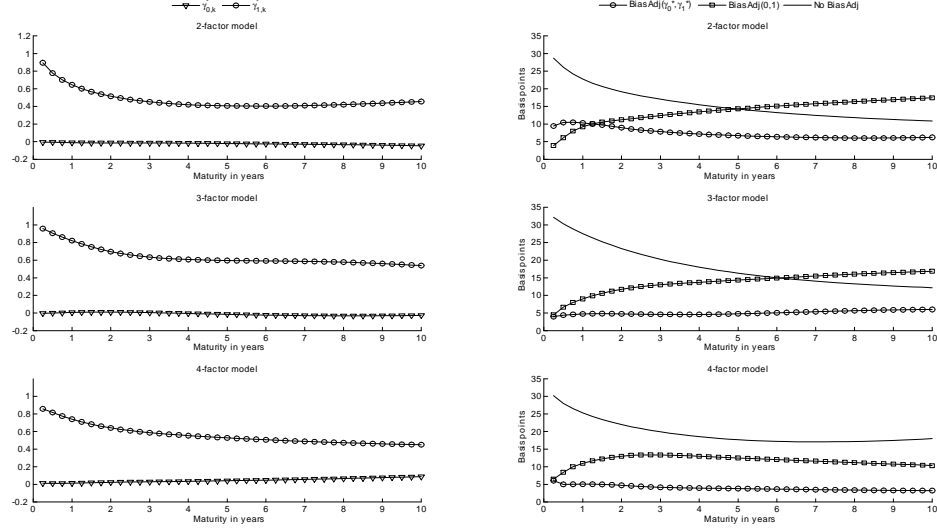 γ0,k γ1,k
BiasAdj(γ0*,γ1*) BiasAdj(0,1) No BiasAdj
2-factor model
1.2
1
0.8
0.6
0.4
0.2
0
-0.2
0 1 2 3 4 5 6 7 8 9 10
Maturity in years
2-factor model
35
30
25
20
15
10
5
0
Basispoints
0 1 2 3 4 5 6 7 8 9 10
Maturity in years
3-factor model
1
0.8
0.6
0.4
0.2
0
-0.2
0 1 2 3 4 5 6 7 8 9 10
Maturity in years
3-factor model
35
30
25
20
15
10
5
0
Basispoints
0 1 2 3 4 5 6 7 8 9 10
Maturity in years
4-factor model
1
0.8
0.6
0.4
0.2
0
-0.2
0 1 2 3 4 5 6 7 8 9 10
Maturity in years
4-factor model
35
30
25
20
15
10
5
0
Basispoints
0 1 2 3 4 5 6 7 8 9 10
Maturity in years